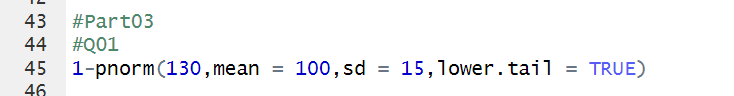 43 #Part03
44 #Q01
45 1-pnorm(130,mean = 100,sd = 15,lower.tail = TRUE)
46